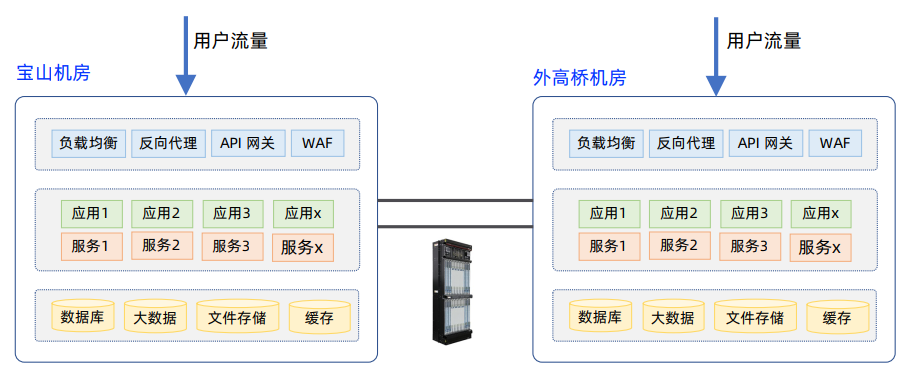 用户流量
用户流量
宝山机房
外高桥机房
负载均衡 反向代理 API 网关 WAF
负载均衡 反向代理 API 网关 WAF
应用1 应用2 应用3 应用x
服务1 服务2 服务3 服务x
应用1 应用2 应用3 应用x
服务1 服务2 服务3 服务x
数据库 大数据 文件存储 缓存
数据库 大数据 文件存储 缓存